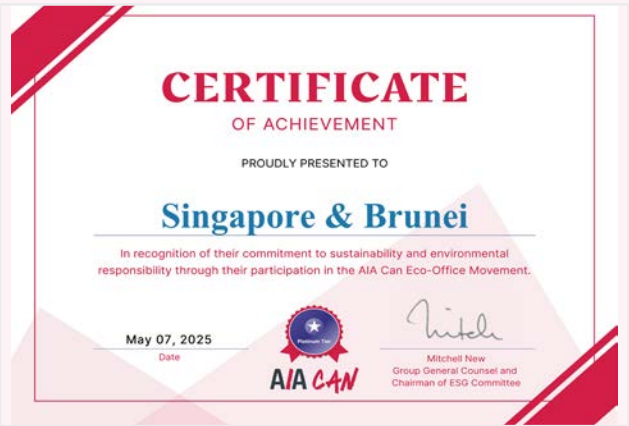 CERTIFICATE
OF ACHIEVEMENT
PROUDLY PRESENTED TO
Singapore & Brunei
In recognition of their commitment to sustainability and environmental
responsibility through their participation in the AIA Can Eco-Office Movement.
May 07, 2025
Date
Platinum Tier
AIA CAN
Mitch
Mitchell New
Group General Counsel and
Chairman of ESG Committee